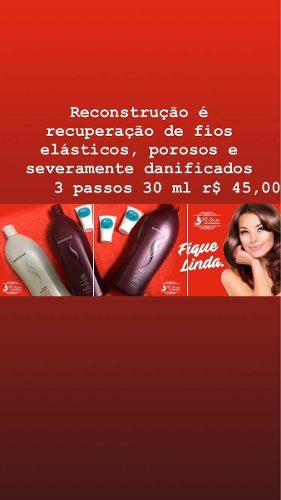 Reconstrução é
recuperação de fios
elásticos, porosos e
severamente danificados
3 passos 30 ml r$ 45,00
Fique
Linda.